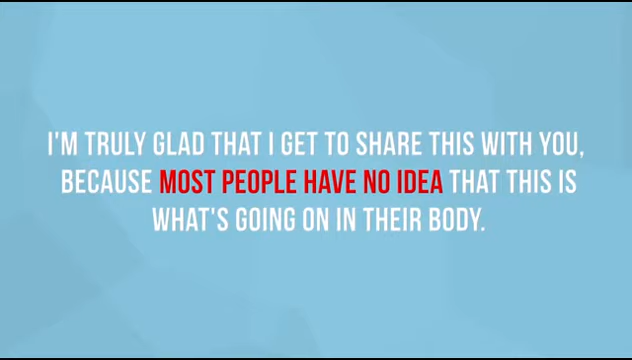 I'M TRULY GLAD THAT I GET TO SHARE THIS WITH YOU,
BECAUSE MOST PEOPLE HAVE NO IDEA THAT THIS IS
WHAT'S GOING ON IN THEIR BODY.